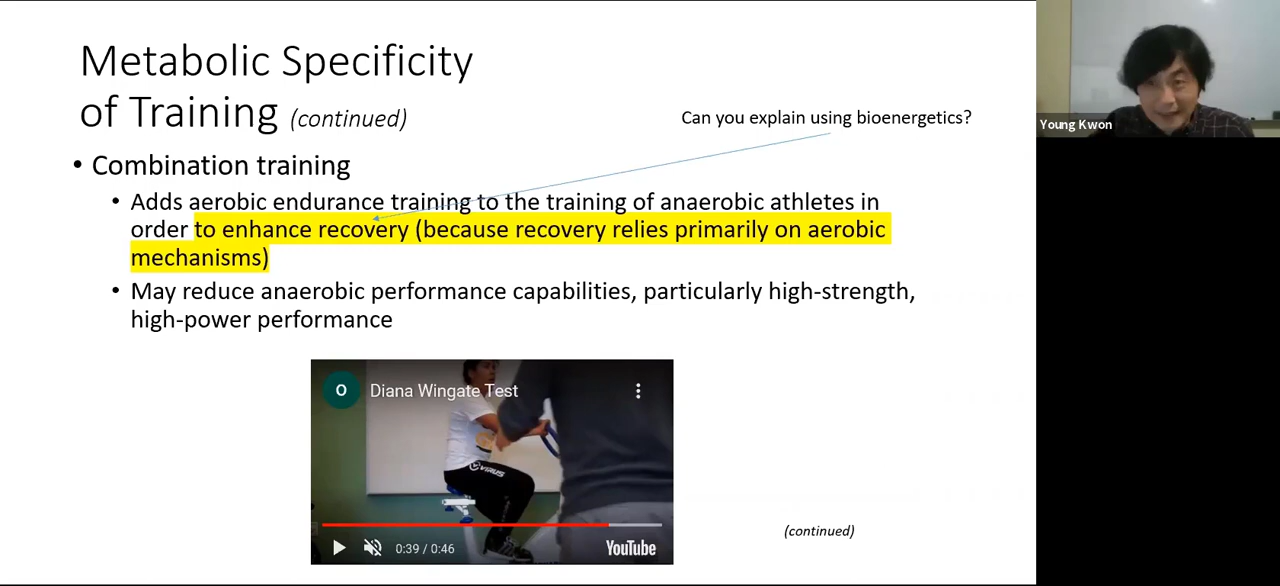 Metabolic Specificity
of Training (continued)
Can you explain using bioenergetics?
• Combination training
• Adds aerobic endurance training to the training of anaerobic athletes in
order to enhance recovery (because recovery relies primarily on aerobic
mechanisms)
• May reduce anaerobic performance capabilities, particularly high-strength,
high-power performance
O
Diana Wingate Test
VIRUS
0:39 / 0:46
YouTube
(continued)
Young Kwon